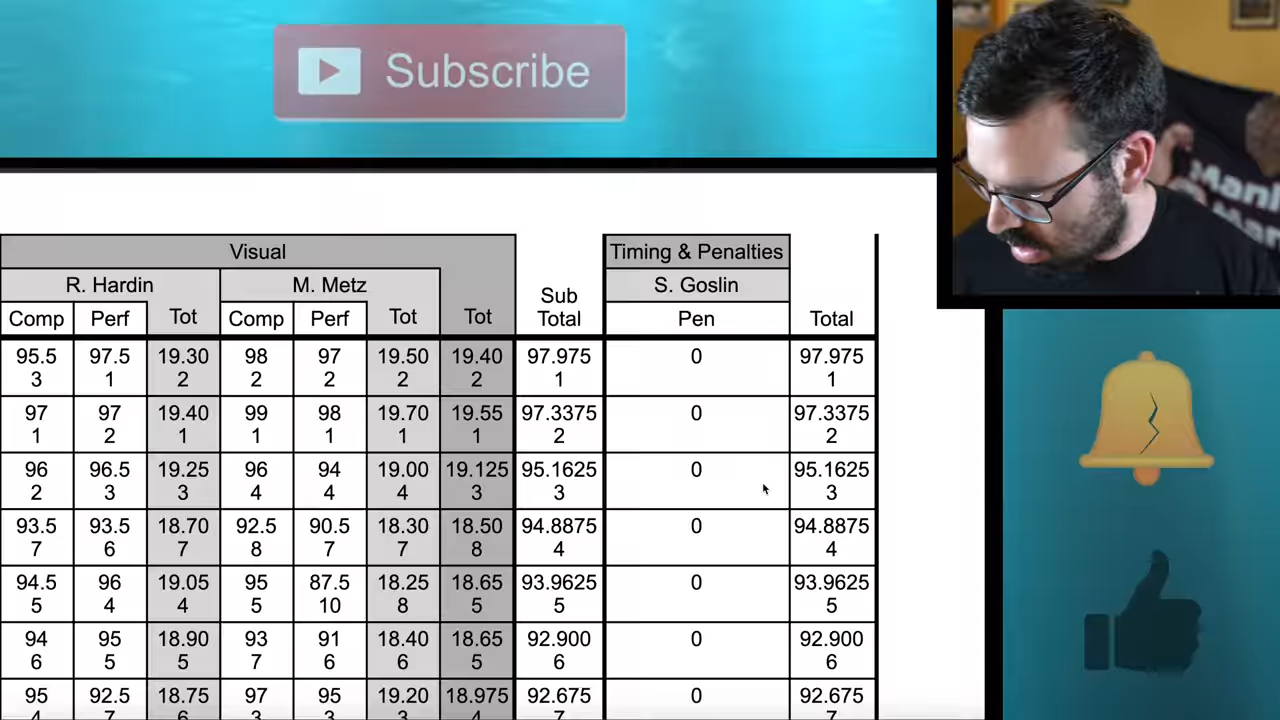 Subscribe
Visual
Timing & Penalties
R. Hardin M. Metz S. Goslin
Sub
Comp Perf Tot Comp Perf Tot Tot Total Pen Total
95.5 97.5 19.30 98 97 19.50 19.40 97.975 0 97.975
3 1 2 2 2 2 2 1 1
97 97 19.40 99 98 19.70 19.55 97.3375 0 97.3375
1 2 1 1 1 1 1 2 2
96 96.5 19.25 96 94 19.00 19.125 95.1625 0 95.1625
2 3 3 4 4 4 3 3 3
93.5 93.5 18.70 92.5 90.5 18.30 18.50 94.8875 0 94.8875
7 6 7 8 7 7 8 4 4
94.5 96 19.05 95 87.5 18.25 18.65 93.9625 0 93.9625
5 4 4 5 10 8 5 5 5
94 95 18.90 93 91 18.40 18.65 92.900 0 92.900
6 5 5 7 6 6 5 6 6
95 92.5 18.75 97 95 19.20 18.975 92.675 0 92.675
4 7 6 3 3 3 4 7 7